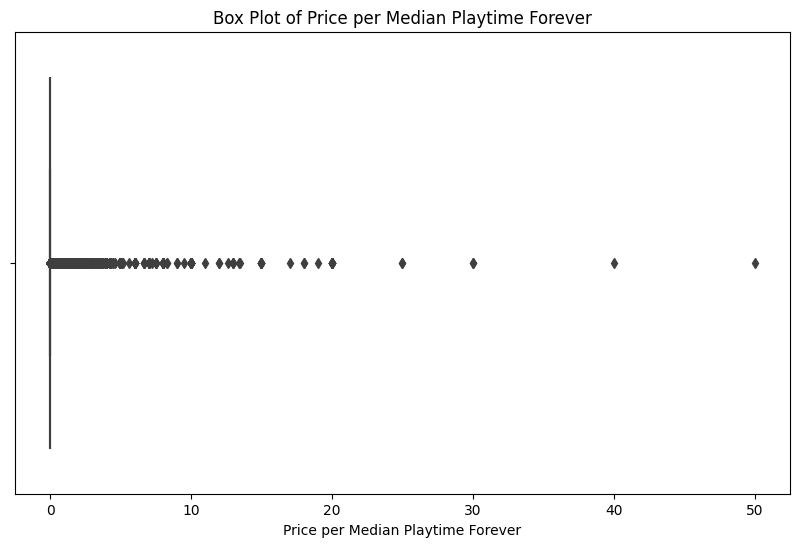 Box Plot of Price per Median Playtime Forever
0 10 20 30 40 50
Price per Median Playtime Forever